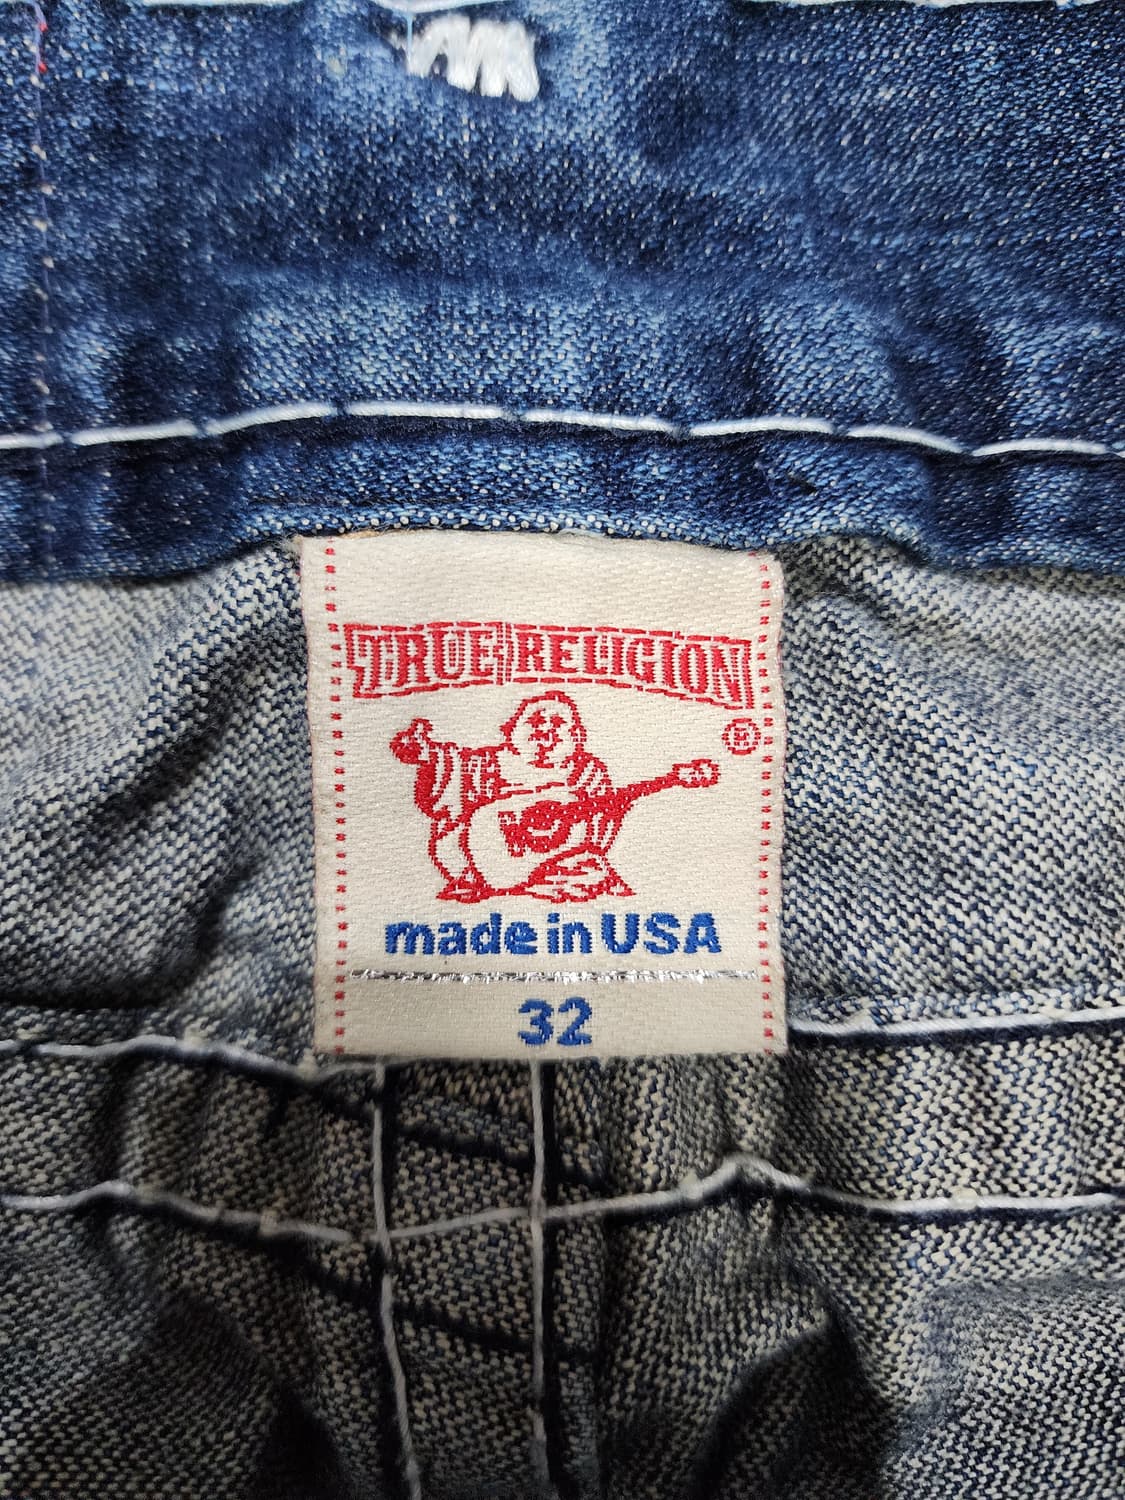 TRUE RELIGION
®
made in USA
32